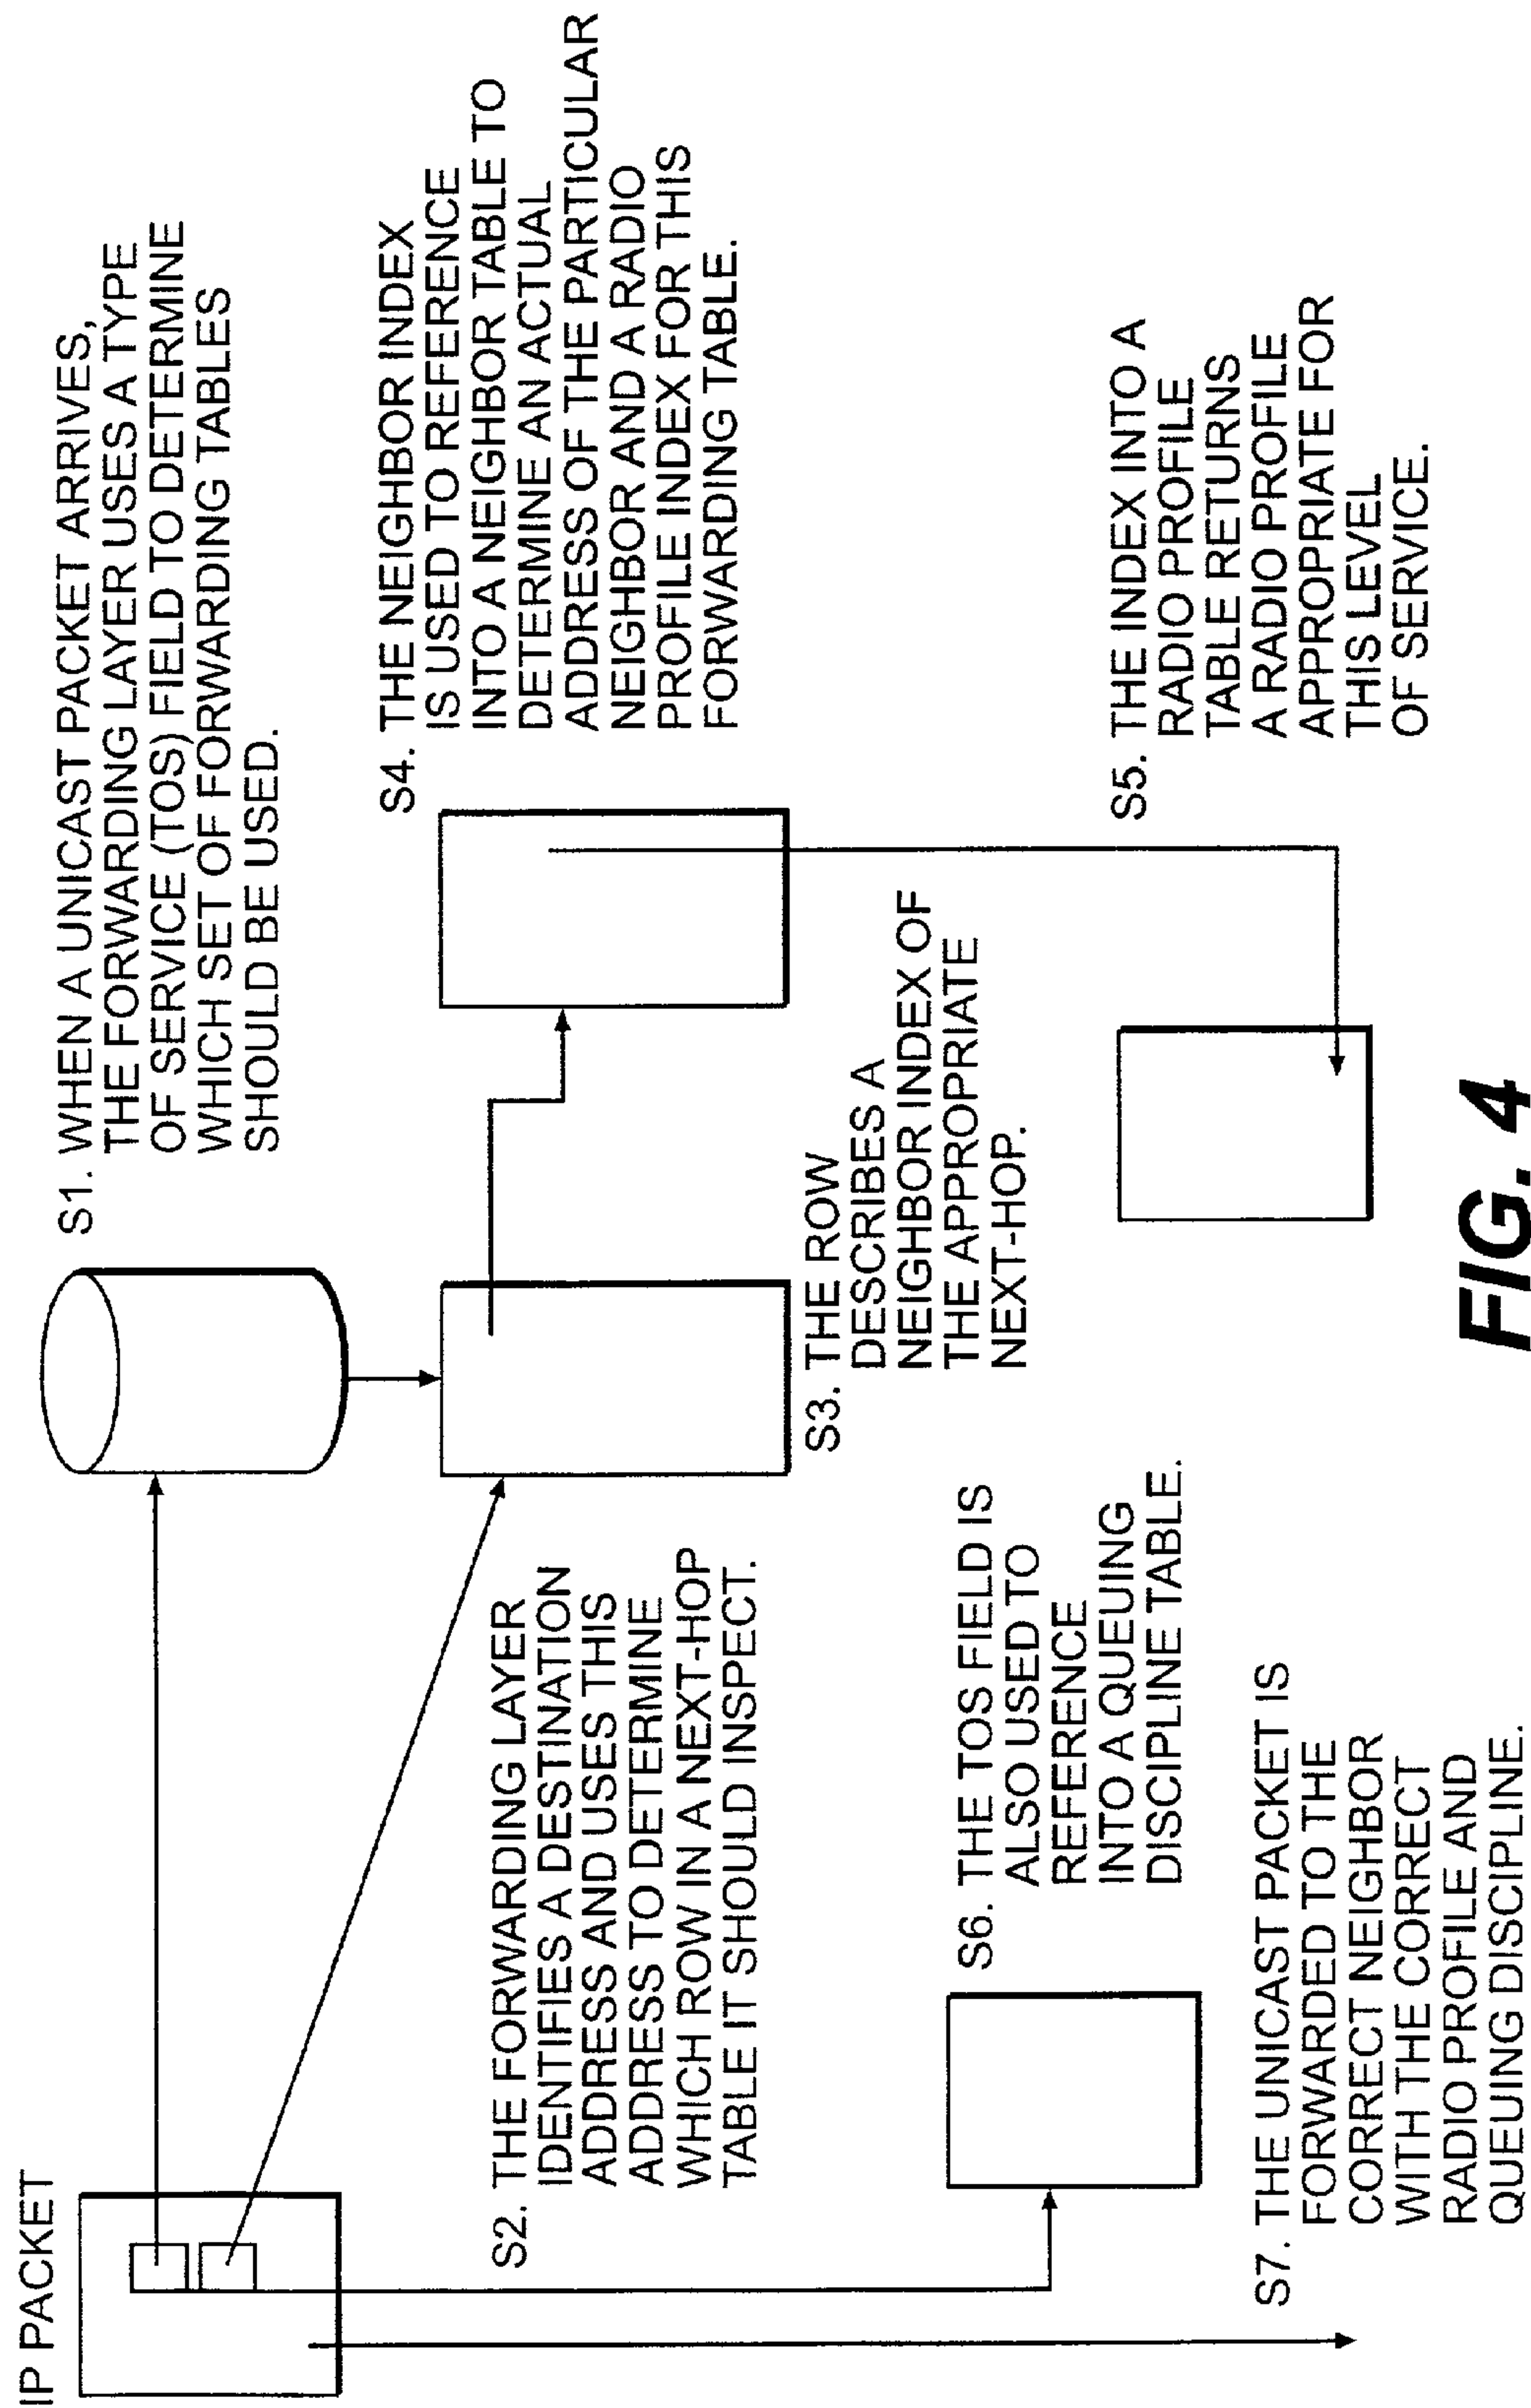 IP PACKET
S1. WHEN A UNICAST PACKET ARRIVES,
THE FORWARDING LAYER USES A TYPE
OF SERVICE (TOS) FIELD TO DETERMINE
WHICH SET OF FORWARDING TABLES
SHOULD BE USED.
S2. THE FORWARDING LAYER
IDENTIFIES A DESTINATION
ADDRESS AND USES THIS
ADDRESS TO DETERMINE
WHICH ROW IN A NEXT-HOP
TABLE IT SHOULD INSPECT.
S3. THE ROW
DESCRIBES A
NEIGHBOR INDEX OF
THE APPROPRIATE
NEXT-HOP.
S4. THE NEIGHBOR INDEX
IS USED TO REFERENCE
INTO A NEIGHBOR TABLE TO
DETERMINE AN ACTUAL
ADDRESS OF THE PARTICULAR
NEIGHBOR AND A RADIO
PROFILE INDEX FOR THIS
FORWARDING TABLE.
S5. THE INDEX INTO A
RADIO PROFILE
TABLE RETURNS
A RADIO PROFILE
APPROPRIATE FOR
THIS LEVEL
OF SERVICE.
S6. THE TOS FIELD IS
ALSO USED TO
REFERENCE
INTO A QUEUING
DISCIPLINE TABLE.
S7. THE UNICAST PACKET IS
FORWARDED TO THE
CORRECT NEIGHBOR
WITH THE CORRECT
RADIO PROFILE AND
QUEUING DISCIPLINE.
FIG. 4